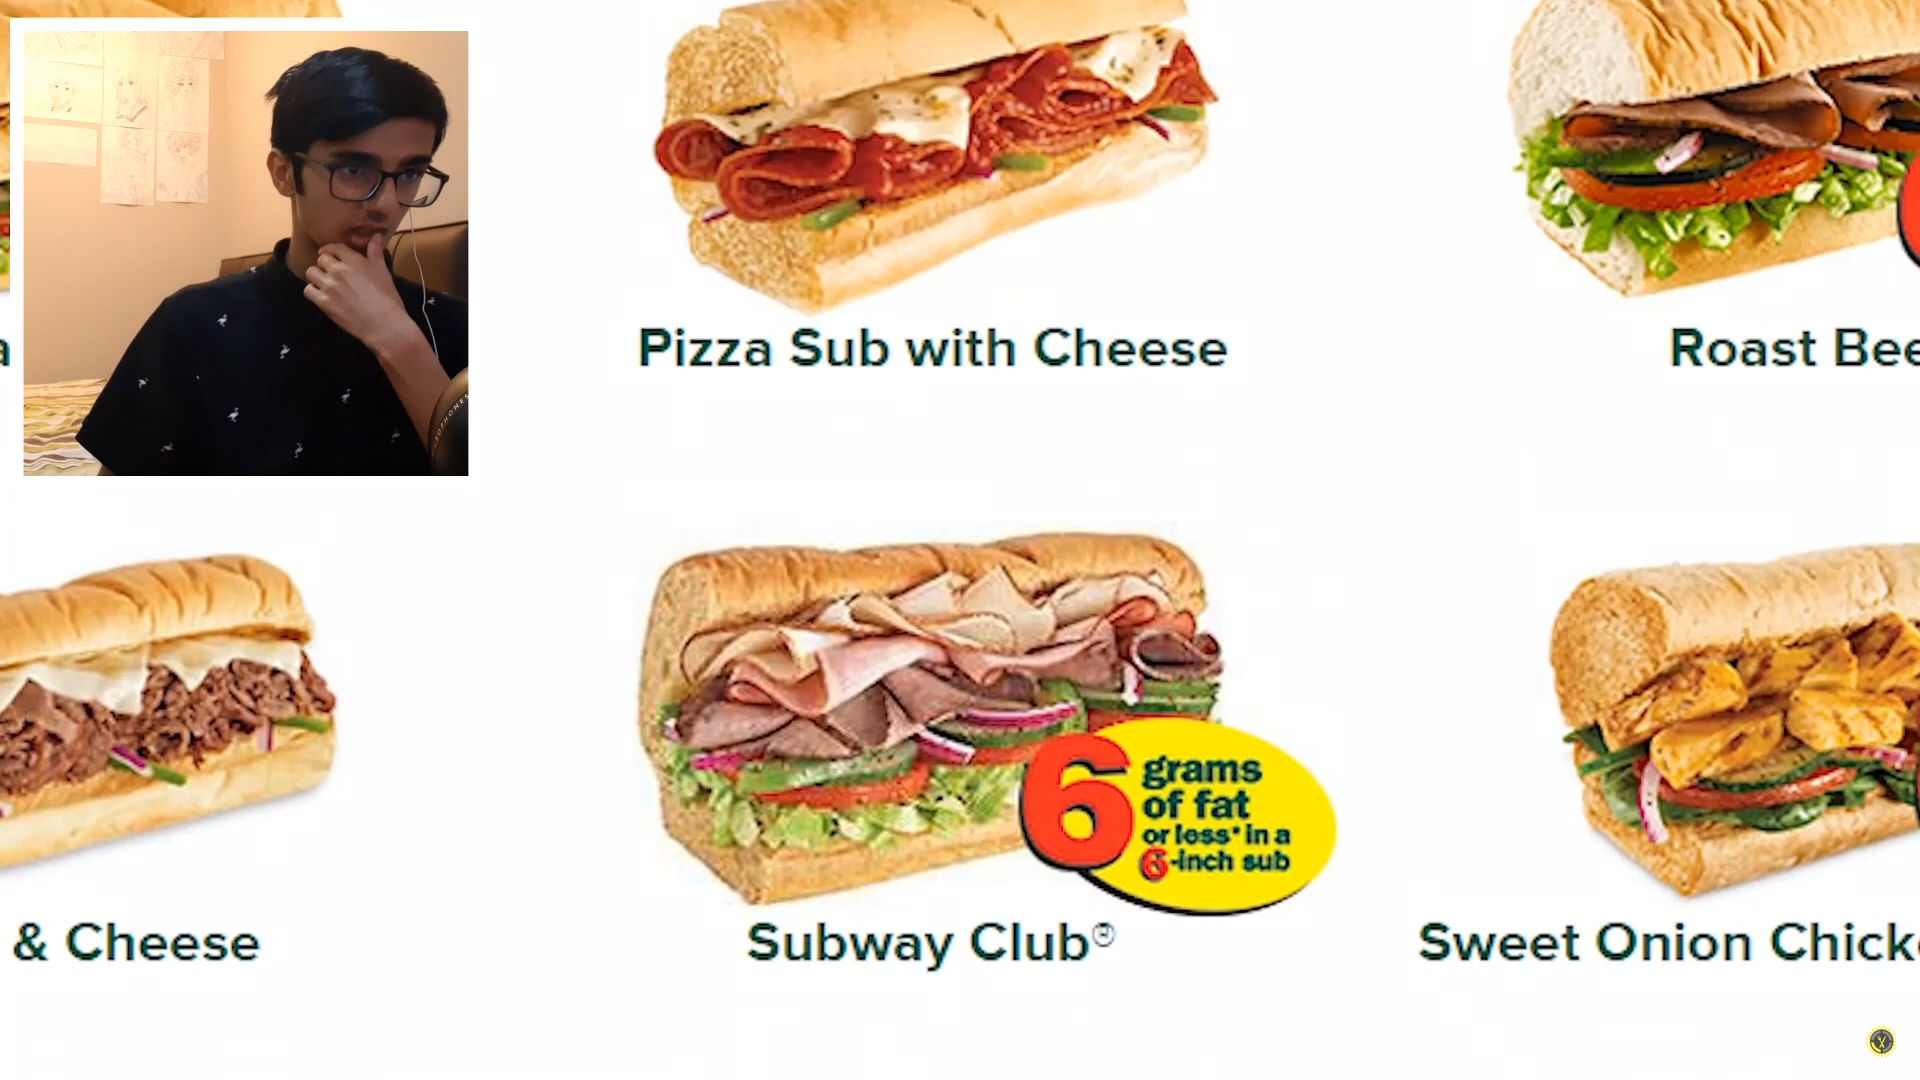 Pizza Sub with Cheese
Roast Bee
& Cheese
6 grams
of fat
or less* in a
6-inch sub
Subway Club®
Sweet Onion Chick